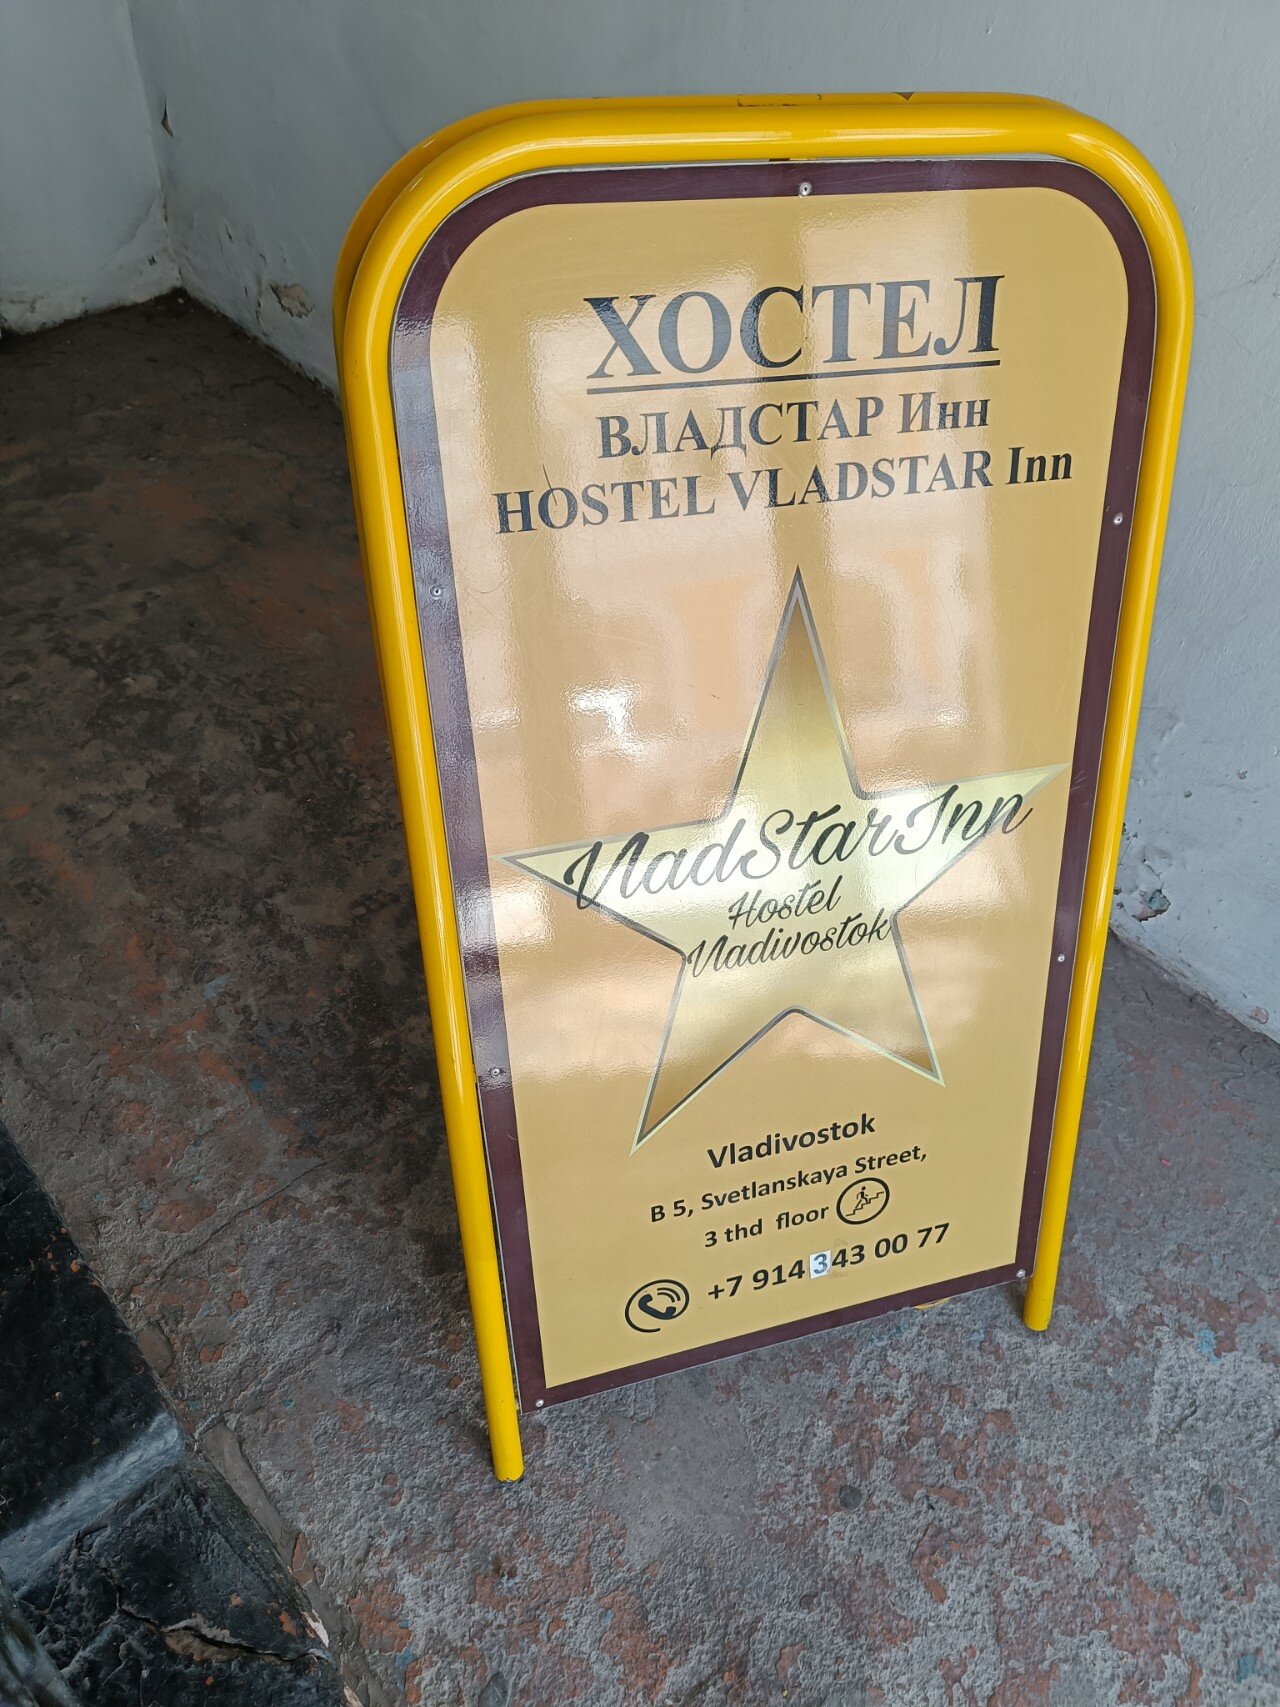 ХОСТЕЛ
ВЛАДСТАР Инн
HOSTEL VLADSTAR Inn
VladStarInn
Hostel
Vladivostok
Vladivostok
B 5, Svetlanskaya Street,
3 thd floor
+7 914 343 00 77